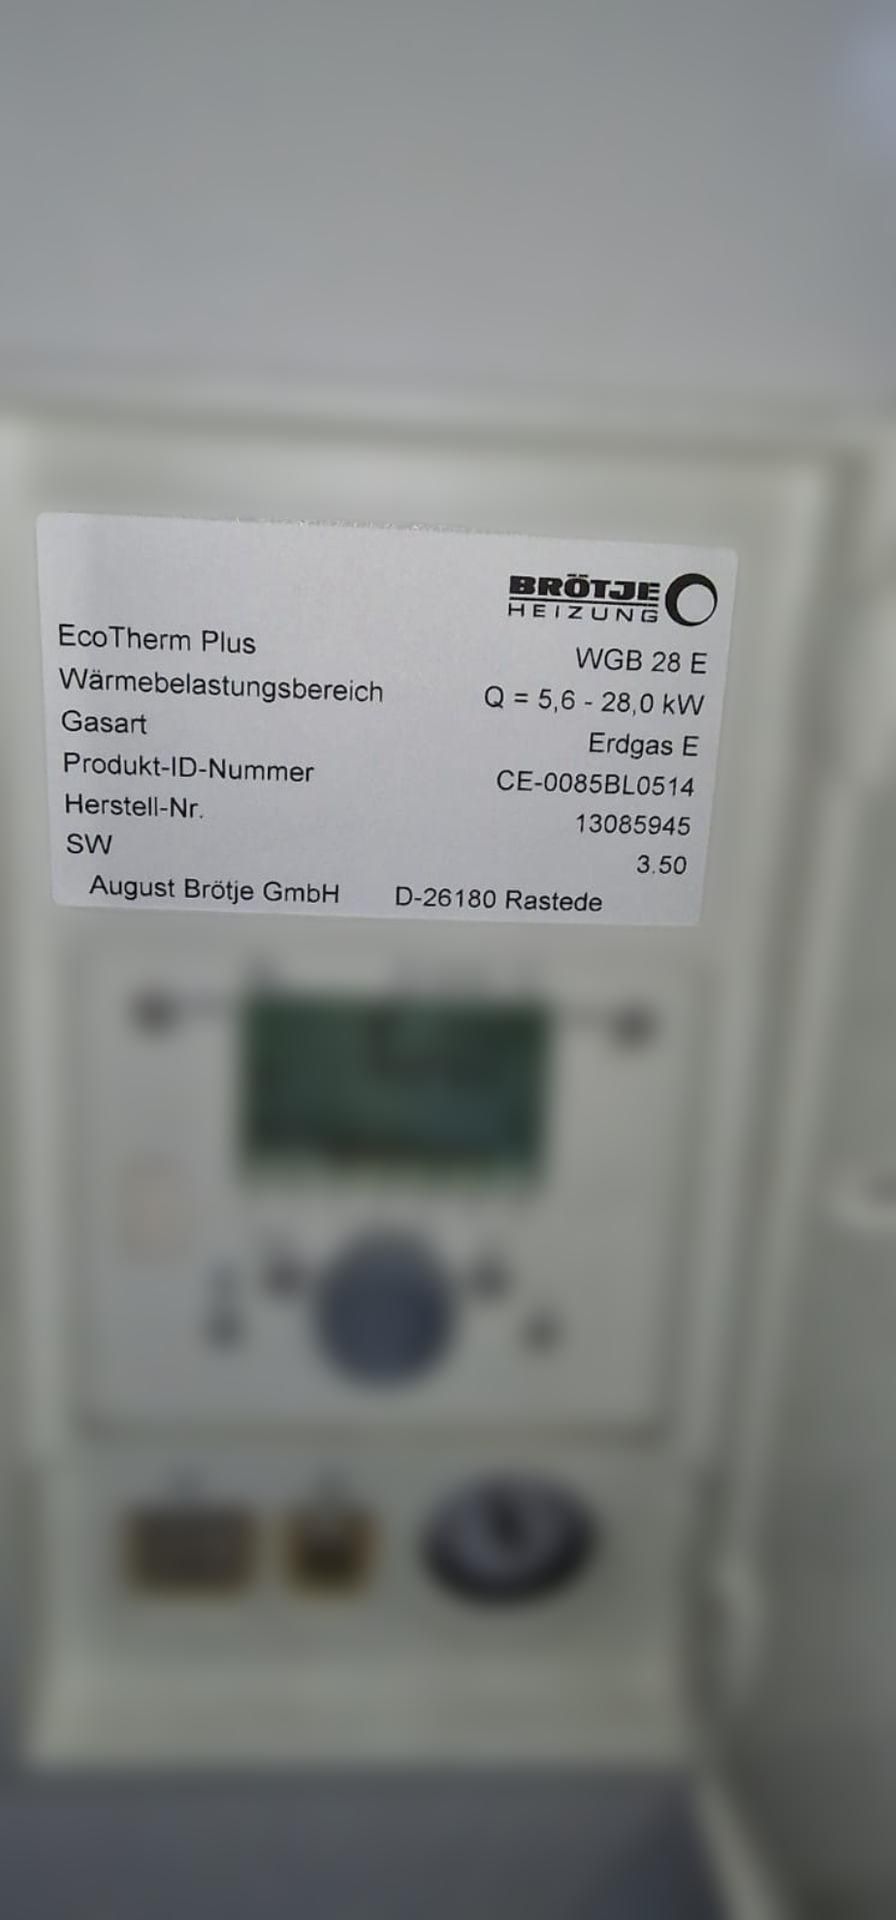 BRÖTJE
HEIZUNG
EcoTherm Plus WGB 28 E
Wärmebelastungsbereich Q = 5,6 - 28,0 kW
Gasart Erdgas E
Produkt-ID-Nummer CE-0085BL0514
Herstell-Nr. 13085945
SW 3.50
August Brötje GmbH D-26180 Rastede